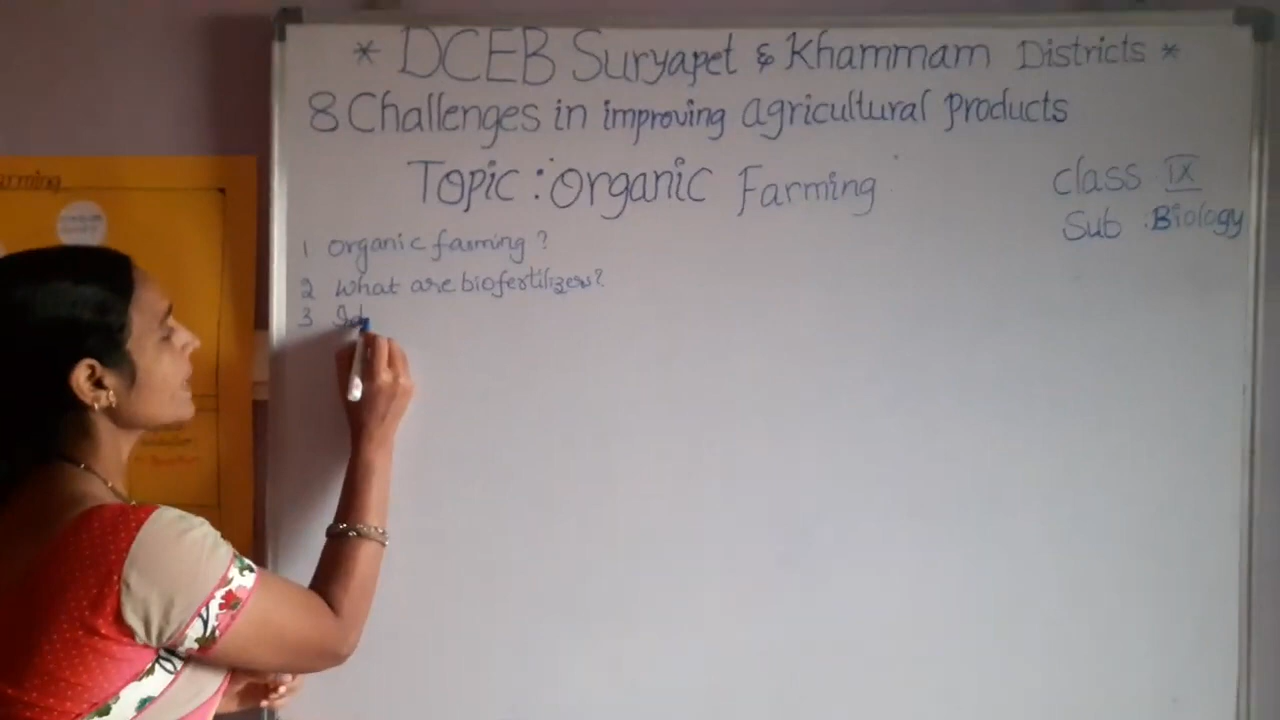 * DCEB Suryapet & Khammam Districts *
8 Challenges in improving agricultural products
Topic : Organic Farming
class IX
Sub : Biology
1 organic farming ?
2 what are biofertilizers?
3 Id